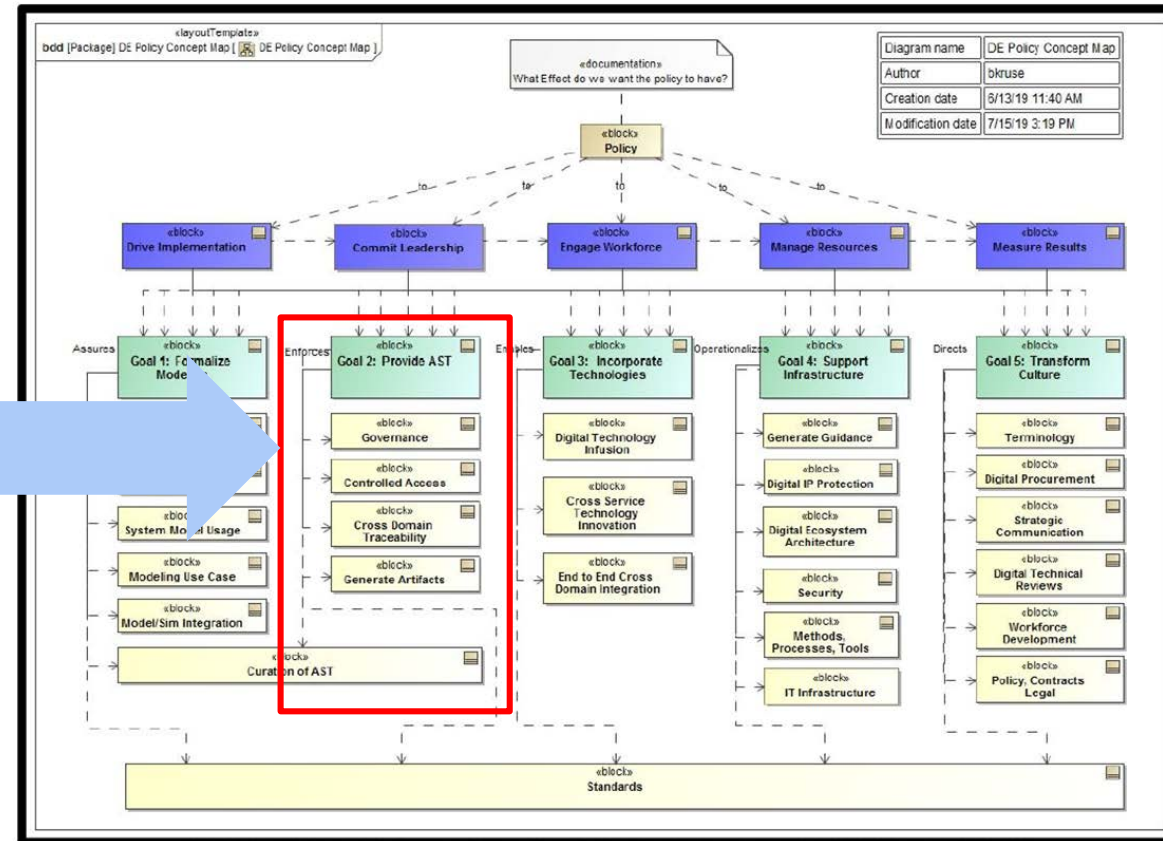 «layoutTemplate»
bdd [Package] DE Policy Concept Map [ DE Policy Concept Map ]
«documentation»
What Effect do we want the policy to have?
Diagram name DE Policy Concept Map
Author bkruse
Creation date 6/13/19 11:40 AM
Modification date 7/15/19 3:19 PM
«block»
Policy
to to to to to
«block»
Drive Implementation
«block»
Commit Leadership
«block»
Engage Workforce
«block»
Manage Resources
«block»
Measure Results
Assures
«block»
Goal 1: Formalize
Enforces
«block»
Goal 2: Provide AST
Enables
«block»
Goal 3: Incorporate
Technologies
Operationalizes
«block»
Goal 4: Support
Infrastructure
Directs
«block»
Goal 5: Transform
Culture
System Model Usage
«block»
Modeling Use Case
«block»
Model/Sim Integration
«block»
Curation of AST
«block»
Governance
«block»
Controlled Access
«block»
Cross Domain
Traceability
«block»
Generate Artifacts
«block»
Digital Technology
Infusion
«block»
Cross Service
Technology
Innovation
«block»
End to End Cross
Domain Integration
«block»
Generate Guidance
«block»
Digital IP Protection
«block»
Digital Ecosystem
Architecture
«block»
Security
«block»
Methods,
Processes, Tools
«block»
IT Infrastructure
«block»
Terminology
«block»
Digital Procurement
«block»
Strategic
Communication
«block»
Digital Technical
Reviews
«block»
Workforce
Development
«block»
Policy, Contracts
Legal
«block»
Standards